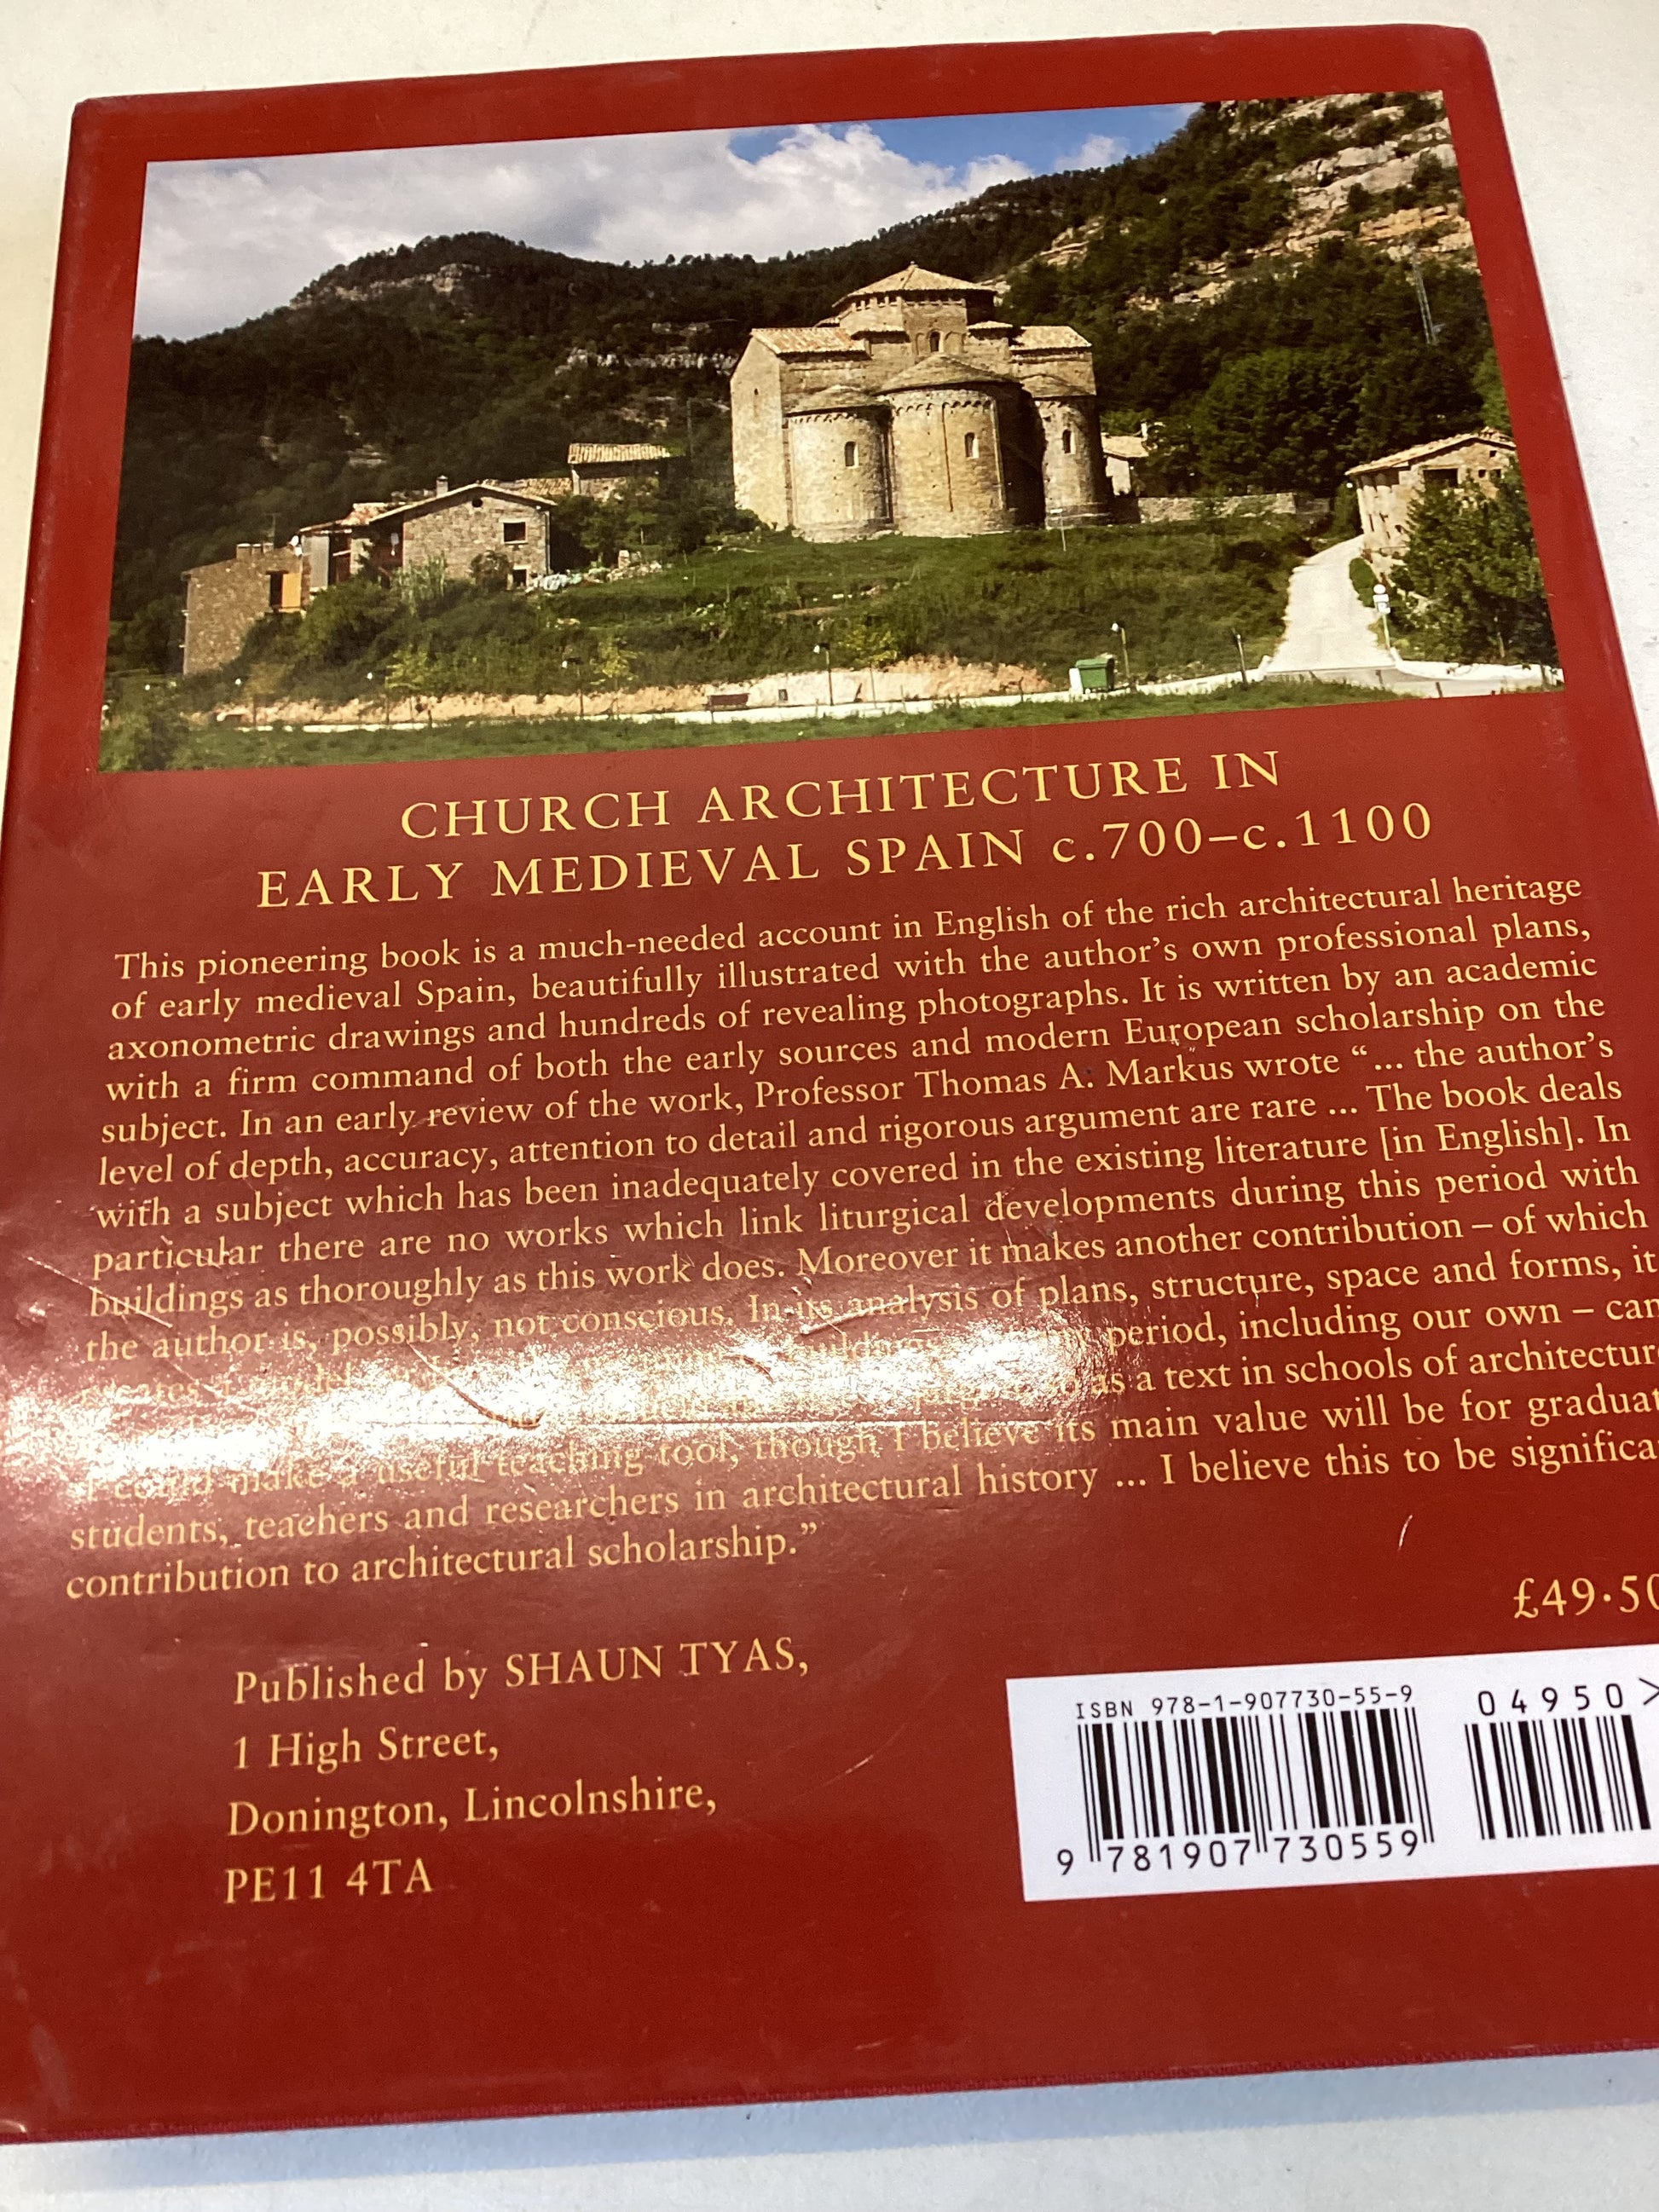 CHURCH ARCHITECTURE IN
EARLY MEDIEVAL SPAIN c.700–c.1100
This pioneering book is a much-needed account in English of the rich architectural heritage
of early medieval Spain, beautifully illustrated with the author's own professional plans,
axonometric drawings and hundreds of revealing photographs. It is written by an academic
with a firm command of both the early sources and modern European scholarship on the
subject. In an early review of the work, Professor Thomas A. Markus wrote “... the author's
level of depth, accuracy, attention to detail and rigorous argument are rare ... The book deals
with a subject which has been inadequately covered in the existing literature [in English]. In
particular there are no works which link liturgical developments during this period with
buildings as thoroughly as this work does. Moreover it makes another contribution – of which
the author is, possibly, not conscious. In its analysis of plans, structure, space and forms, it
period, including our own – can
as a text in schools of architectur
it could make a useful teaching tool, though I believe its main value will be for graduat
students, teachers and researchers in architectural history ... I believe this to be significa
contribution to architectural scholarship.”
£49·50
Published by SHAUN TYAS,
1 High Street,
Donington, Lincolnshire,
PE11 4TA
ISBN 978-1-907730-55-9
04950>
9 781907 730559